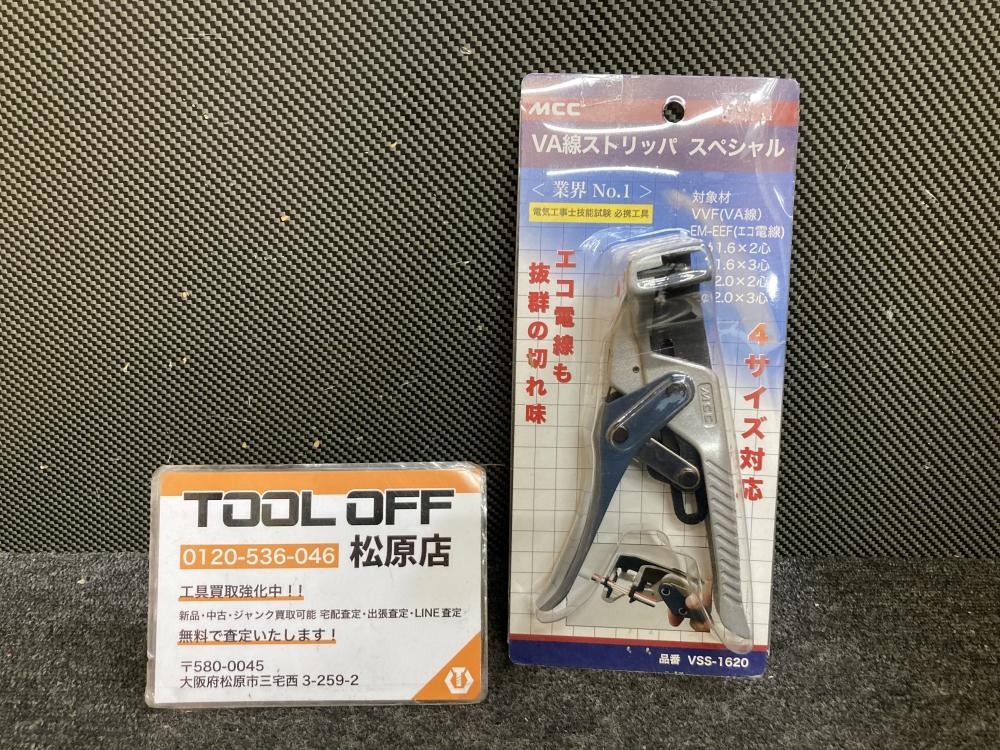 MCC
VA線ストリッパ スペシャル
< 業界 No.1 >
電気工事士技能試験 必携工具
対象材
VVF(VA線)
EM-EEF(エコ電線)
1.6×2心
1.6×3心
2.0×2心
φ2.0×3心
エコ電線も
抜群の切れ味
4サイズ対応
MCC
品番 VSS-1620
TOOL OFF
0120-536-046 松原店
工具買取強化中!!
新品・中古・ジャンク買取可能 宅配査定・出張査定・LINE査定
無料で査定いたします!
〒580-0045
大阪府松原市三宅西 3-259-2